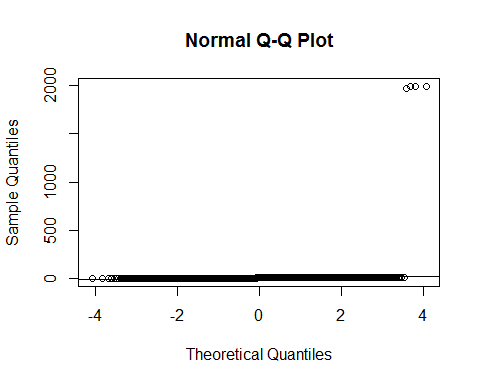 Normal Q-Q Plot
Sample Quantiles
2000
1000
500
0
-4 -2 0 2 4
Theoretical Quantiles